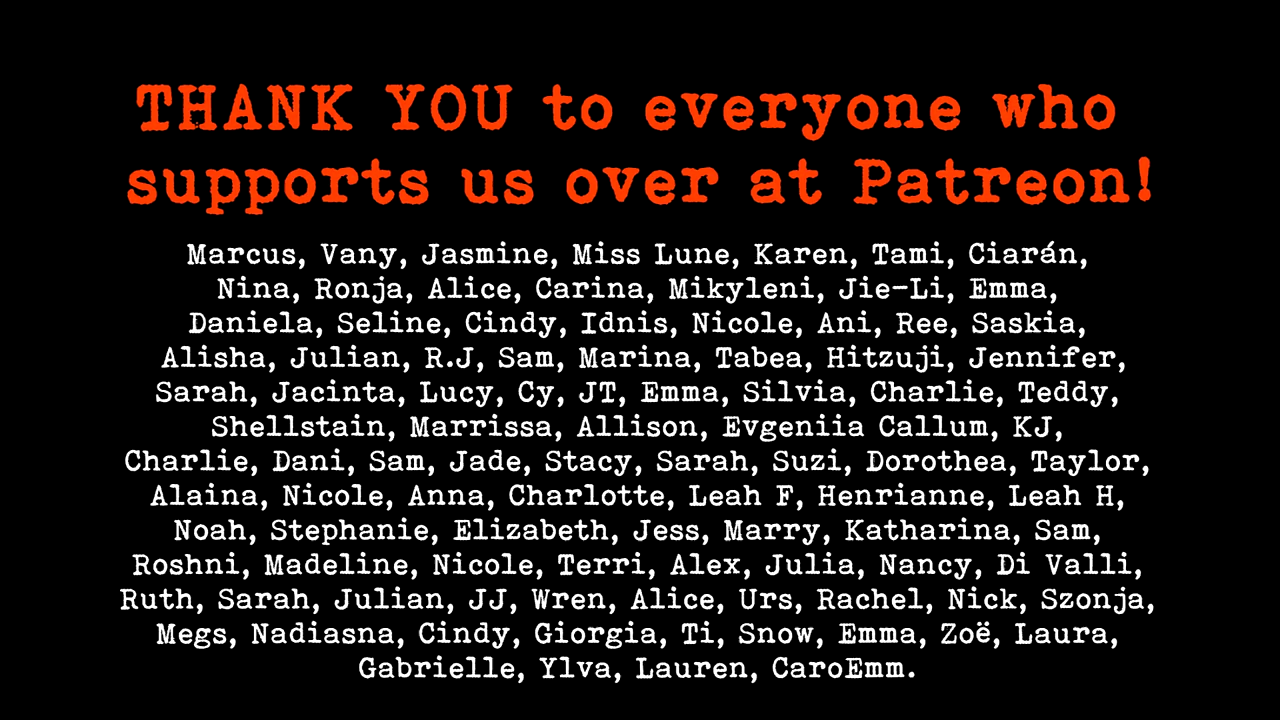 THANK YOU to everyone who
supports us over at Patreon!
Marcus, Vany, Jasmine, Miss Lune, Karen, Tami, Ciarán,
Nina, Ronja, Alice, Carina, Mikyleni, Jie-Li, Emma,
Daniela, Seline, Cindy, Idnis, Nicole, Ani, Ree, Saskia,
Alisha, Julian, R.J, Sam, Marina, Tabea, Hitzuji, Jennifer,
Sarah, Jacinta, Lucy, Cy, JT, Emma, Silvia, Charlie, Teddy,
Shellstain, Marrissa, Allison, Evgeniia Callum, KJ,
Charlie, Dani, Sam, Jade, Stacy, Sarah, Suzi, Dorothea, Taylor,
Alaina, Nicole, Anna, Charlotte, Leah F, Henrianne, Leah H,
Noah, Stephanie, Elizabeth, Jess, Marry, Katharina, Sam,
Roshni, Madeline, Nicole, Terri, Alex, Julia, Nancy, Di Valli,
Ruth, Sarah, Julian, JJ, Wren, Alice, Urs, Rachel, Nick, Szonja,
Megs, Nadiasna, Cindy, Giorgia, Ti, Snow, Emma, Zoë, Laura,
Gabrielle, Ylva, Lauren, CaroEmm.